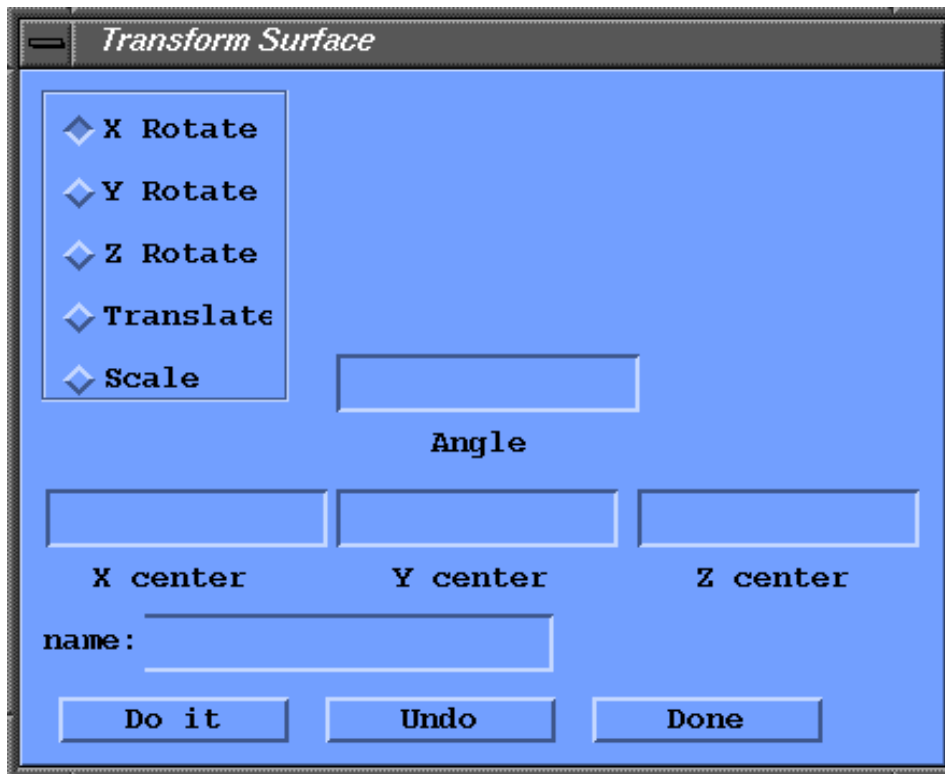 Transform Surface
X Rotate
Y Rotate
Z Rotate
Translate
Scale
Angle
X center Y center Z center
name:
Do it Undo Done